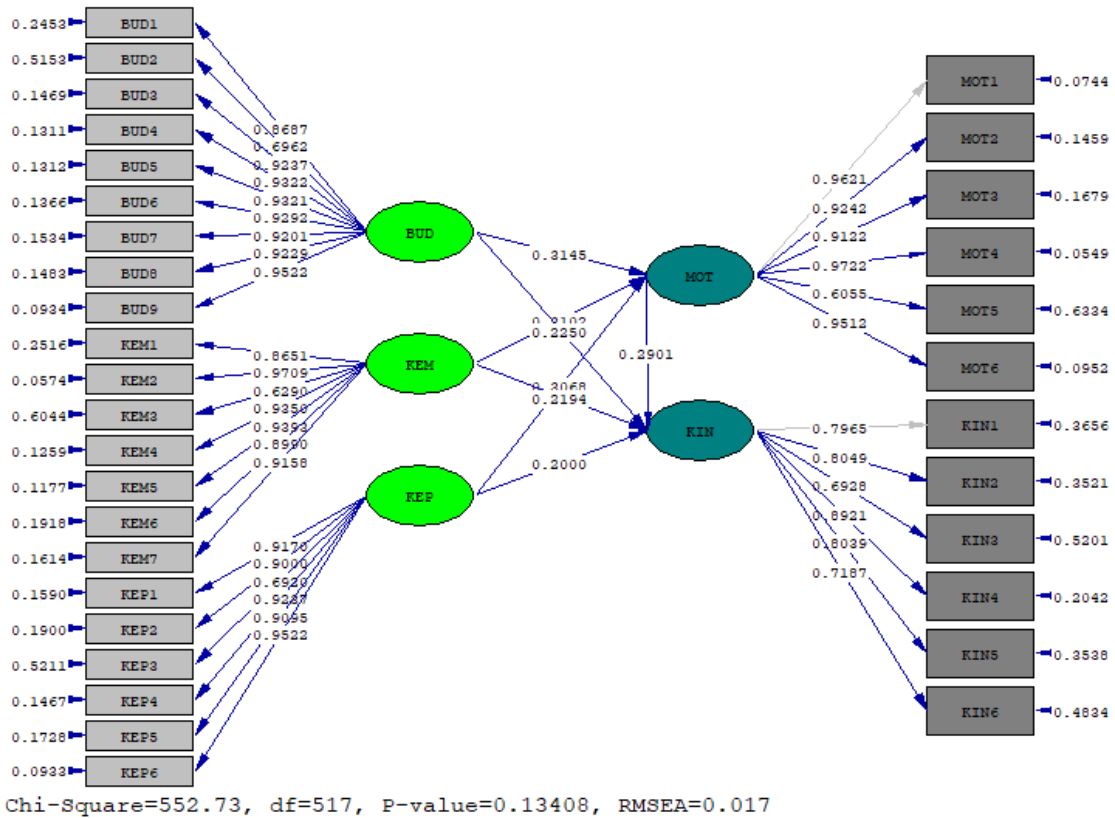 0.2453 BUD1
0.5153 BUD2
0.1469 BUD3
0.1311 BUD4
0.1312 BUD5
0.1366 BUD6
0.1534 BUD7
0.1483 BUD8
0.0934 BUD9
0.2516 KEM1
0.0574 KEM2
0.6044 KEM3
0.1259 KEM4
0.1177 KEM5
0.1918 KEM6
0.1614 KEM7
0.1590 KEP1
0.1900 KEP2
0.5211 KEP3
0.1467 KEP4
0.1728 KEP5
0.0933 KEP6
0.8687
0.6962
0.9237
0.9322
0.9321
0.9292
0.9201
0.9229
0.9522
0.8651
0.9709
0.6290
0.9350
0.9393
0.8990
0.9158
0.9170
0.9000
0.6920
0.9237
0.9095
0.9522
BUD
KEM
KEP
0.3145
0.2250
0.2901
0.2194
0.2000
MOT
KIN
0.9621
0.9242
0.9122
0.9722
0.6055
0.9512
0.7965
0.8049
0.6928
0.8921
0.8039
0.7187
MOT1 0.0744
MOT2 0.1459
MOT3 0.1679
MOT4 0.0549
MOT5 0.6334
MOT6 0.0952
KIN1 0.3656
KIN2 0.3521
KIN3 0.5201
KIN4 0.2042
KIN5 0.3538
KIN6 0.4834
Chi-Square=552.73, df=517, P-value=0.13408, RMSEA=0.017